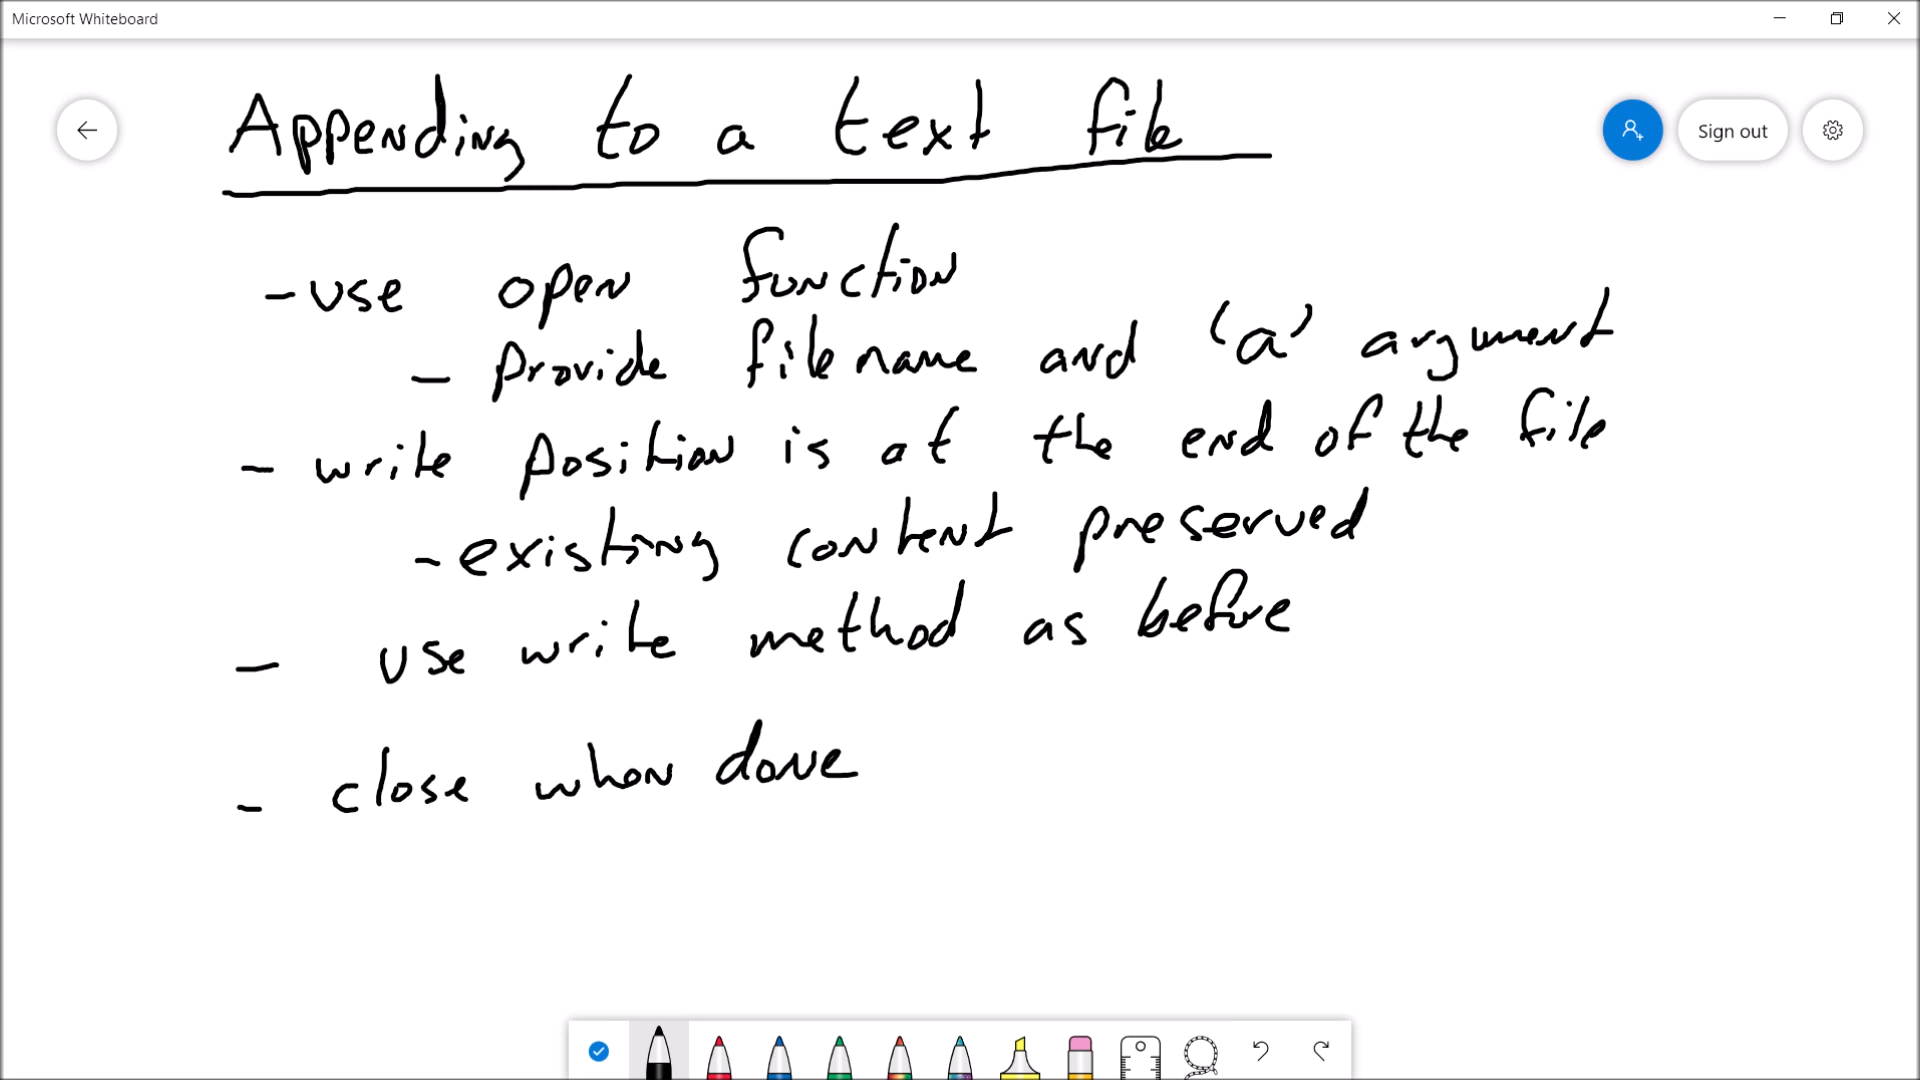 Microsoft Whiteboard
Sign out
Appending to a text file
- use open function
- Provide filename and 'a' argument
- write position is at the end of the file
- existing content preserved
- use write method as before
- close when done